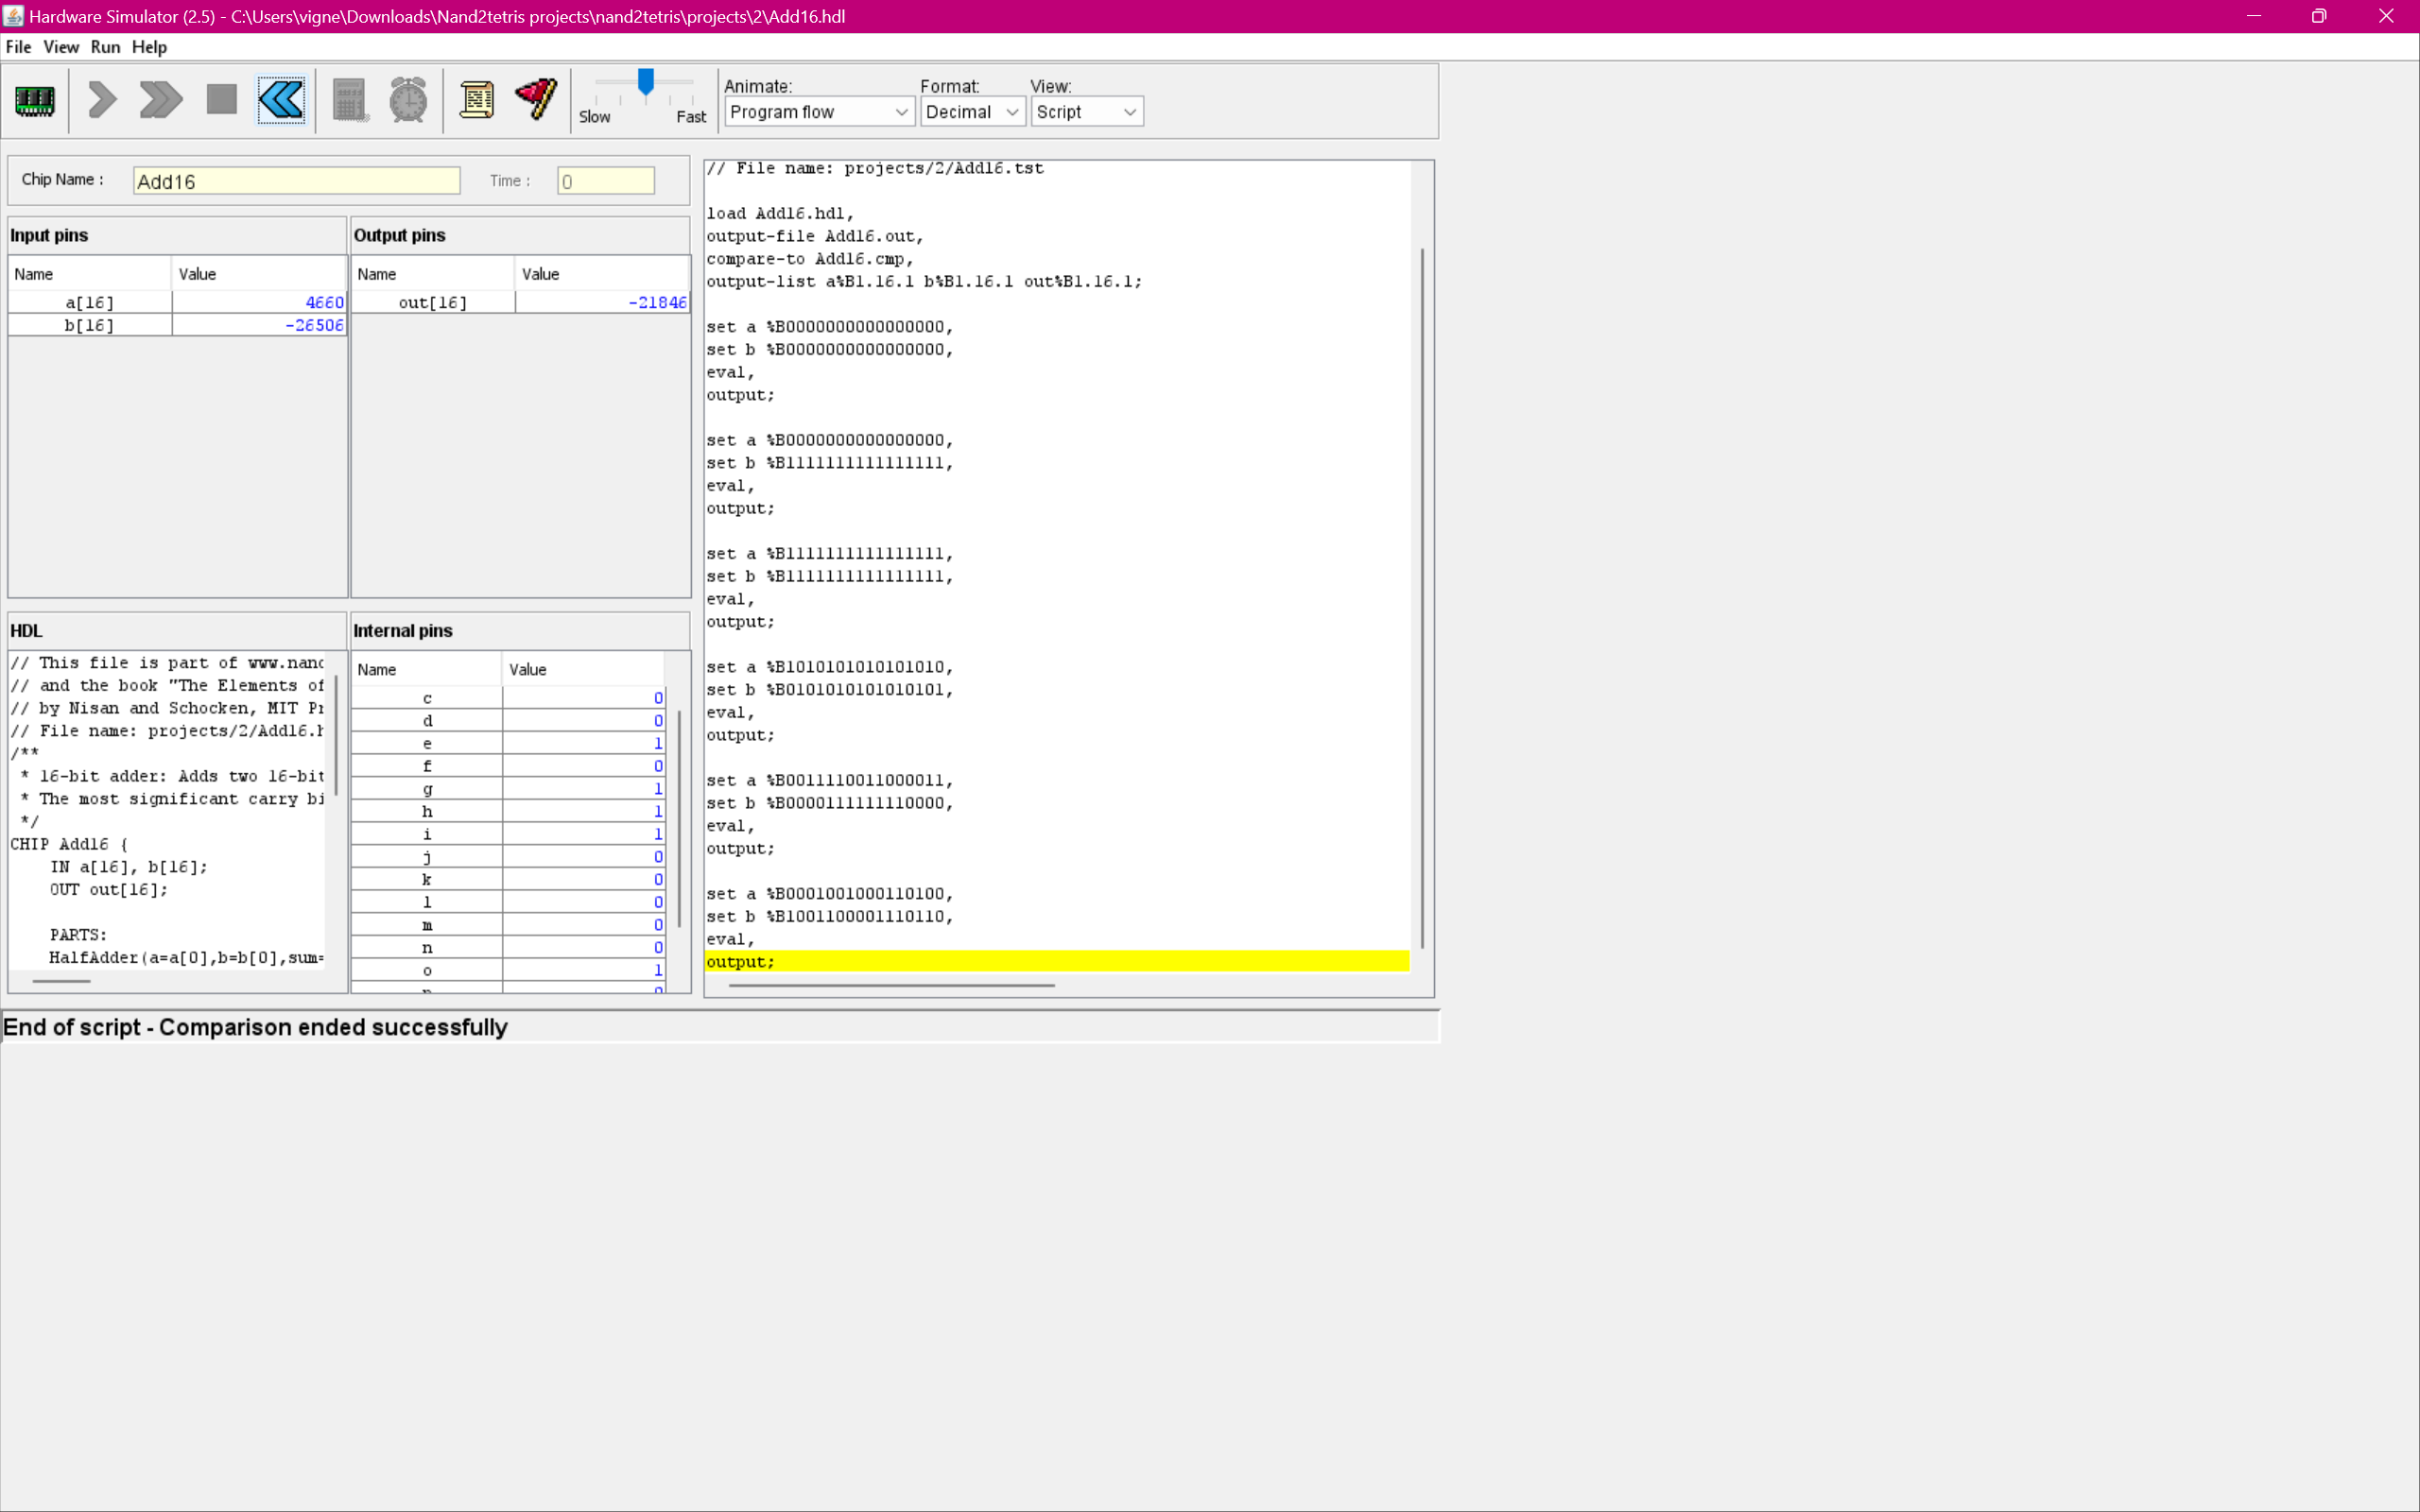 Hardware Simulator (2.5) - C:\Users\vigne\Downloads\Nand2tetris projects\nand2tetris\projects\2\Add16.hdl
File View Run Help
Slow Fast
Animate: Format: View:
Program flow Decimal Script
Chip Name : Add16 Time : 0
Input pins
Name Value
a[16] 4660
b[16] -26506
Output pins
Name Value
out[16] -21846
HDL
// This file is part of www.nanc
// and the book "The Elements of
// by Nisan and Schocken, MIT Pr
// File name: projects/2/Add16.h
/**
* 16-bit adder: Adds two 16-bit
* The most significant carry bi
*/
CHIP Add16 {
IN a[16], b[16];
OUT out[16];
PARTS:
HalfAdder(a=a[0],b=b[0],sum=
Internal pins
Name Value
c 0
d 0
e 1
f 0
g 1
h 1
i 1
j 0
k 0
l 0
m 0
n 0
o 1
// File name: projects/2/Add16.tst
load Add16.hdl,
output-file Add16.out,
compare-to Add16.cmp,
output-list a%B1.16.1 b%B1.16.1 out%B1.16.1;
set a %B0000000000000000,
set b %B0000000000000000,
eval,
output;
set a %B0000000000000000,
set b %B1111111111111111,
eval,
output;
set a %B1111111111111111,
set b %B1111111111111111,
eval,
output;
set a %B1010101010101010,
set b %B0101010101010101,
eval,
output;
set a %B0011110011000011,
set b %B0000111111110000,
eval,
output;
set a %B0001001000110100,
set b %B1001100001110110,
eval,
output;
End of script - Comparison ended successfully